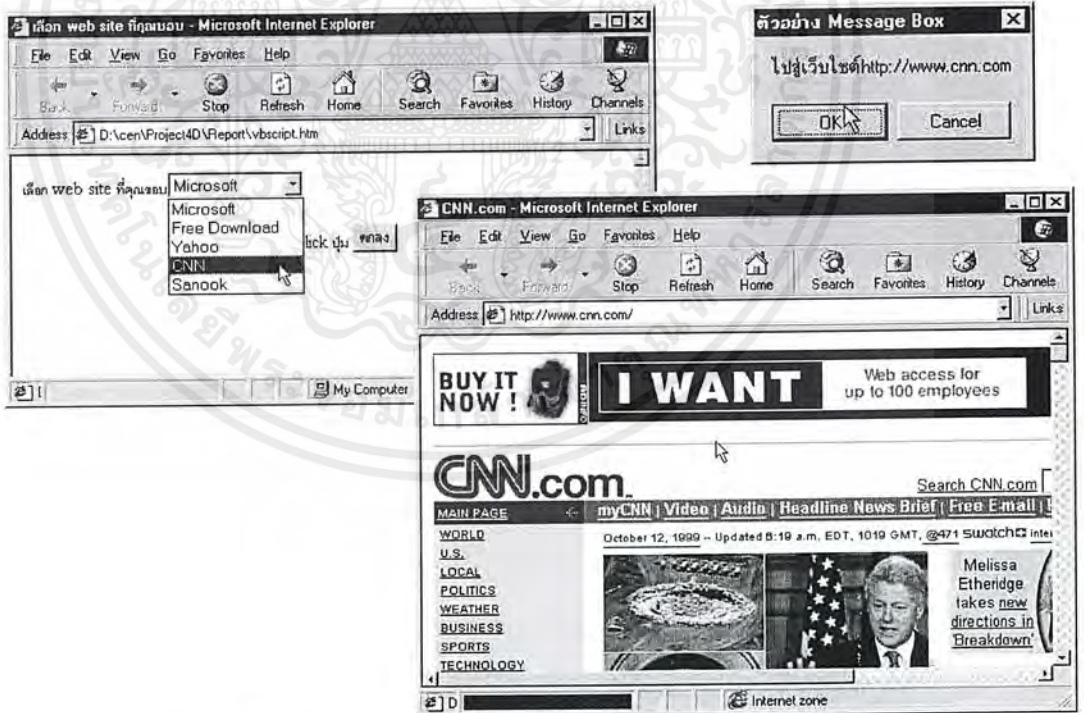 เลือก web site ที่คุณชอบ - Microsoft Internet Explorer
File Edit View Go Favorites Help
Back Forward Stop Refresh Home Search Favorites History Channels
Address D:\cen\Project4D\Report\vbscript.htm Links
เลือก web site ที่คุณชอบ Microsoft
Microsoft
Free Download
Yahoo
CNN
Sanook
lick ปุ่ม ตกลง
My Computer
ตัวอย่าง Message Box
ไปสู่เว็บไซต์http://www.cnn.com
OK Cancel
CNN.com - Microsoft Internet Explorer
File Edit View Go Favorites Help
Back Forward Stop Refresh Home Search Favorites History Channels
Address http://www.cnn.com/ Links
BUY IT NOW !
I WANT
Web access for
up to 100 employees
CNN.com
Search CNN.com
MAIN PAGE
myCNN | Video | Audio | Headline News Brief | Free E-mail |
October 12, 1999 -- Updated 6:19 a.m. EDT, 1019 GMT, @471 swatch
WORLD
U.S.
LOCAL
POLITICS
WEATHER
BUSINESS
SPORTS
TECHNOLOGY
Melissa
Etheridge
takes new
directions in
'Breakdown'
Internet zone